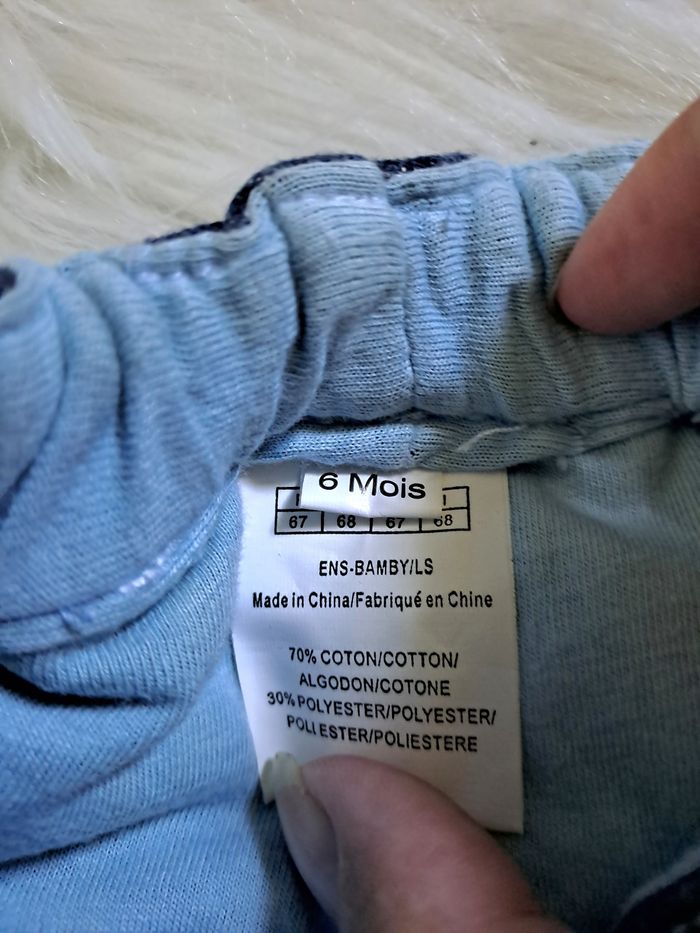 6 Mois
67 68 67 68
ENS-BAMBY/LS
Made in China/Fabriqué en Chine
70% COTON/COTTON/
ALGODON/COTONE
30% POLYESTER/POLYESTER/
POLIESTER/POLIESTERE